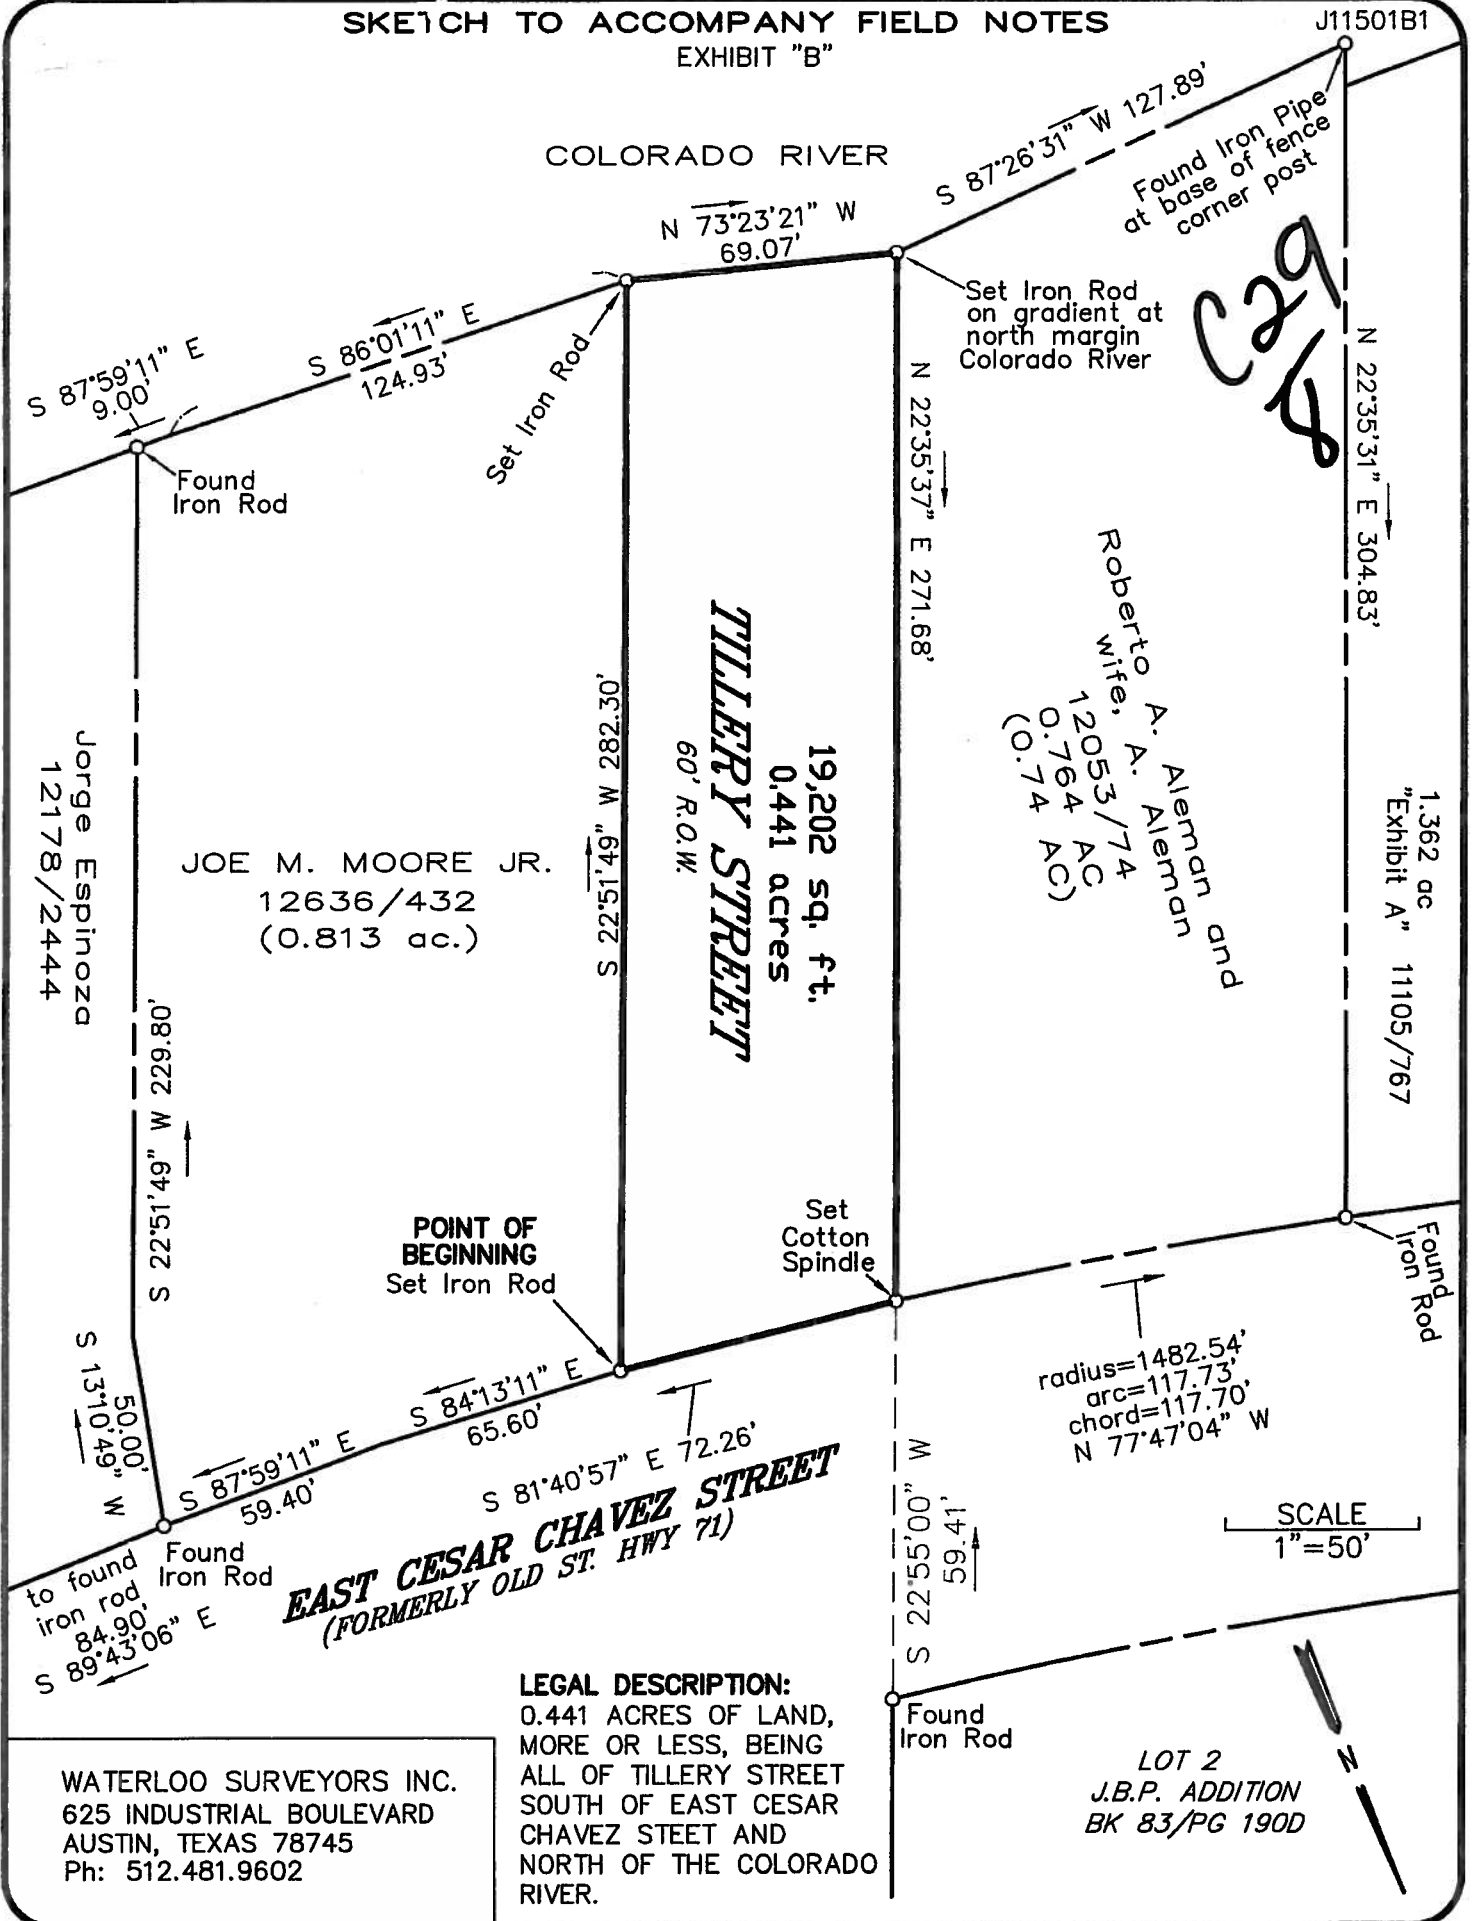 SKETCH TO ACCOMPANY FIELD NOTES
J11501B1
EXHIBIT "B"
COLORADO RIVER
S 87°26'31" W 127.89'
Found Iron Pipe
at base of fence
corner post
N 73°23'21" W
69.07'
C29
8
Set Iron Rod
on gradient at
north margin
Colorado River
S 86°01'11" E
124.93'
S 87°59'11" E
9.00'
Set Iron Rod
Found
Iron Rod
N 22°35'37" E 271.68'
N 22°35'31" E 304.83'
Roberto A. Aleman and
wife, A. Aleman
12053/74
0.764 AC
(0.74 AC)
1.362 ac
"Exhibit A" 11105/767
TILLERY STREET
60' R.O.W.
19,202 sq. ft.
0.441 acres
S 22°51'49" W 282.30'
JOE M. MOORE JR.
12636/432
(0.813 ac.)
Jorge Espinoza
12178/2444
S 22°51'49" W 229.80'
POINT OF
BEGINNING
Set Iron Rod
Set
Cotton
Spindle
Found
Iron Rod
radius=1482.54'
arc=117.73'
chord=117.70'
N 77°47'04" W
S 13°10'49" W
50.00'
S 84°13'11" E
65.60'
S 87°59'11" E
59.40'
S 81°40'57" E 72.26'
EAST CESAR CHAVEZ STREET
(FORMERLY OLD ST. HWY 71)
S 22°55'00" W
59.41'
SCALE
1"=50'
Found
Iron Rod
to found
iron rod
84.90'
S 89°43'06" E
LEGAL DESCRIPTION:
0.441 ACRES OF LAND,
MORE OR LESS, BEING
ALL OF TILLERY STREET
SOUTH OF EAST CESAR
CHAVEZ STEET AND
NORTH OF THE COLORADO
RIVER.
Found
Iron Rod
N
LOT 2
J.B.P. ADDITION
BK 83/PG 190D
WATERLOO SURVEYORS INC.
625 INDUSTRIAL BOULEVARD
AUSTIN, TEXAS 78745
Ph: 512.481.9602